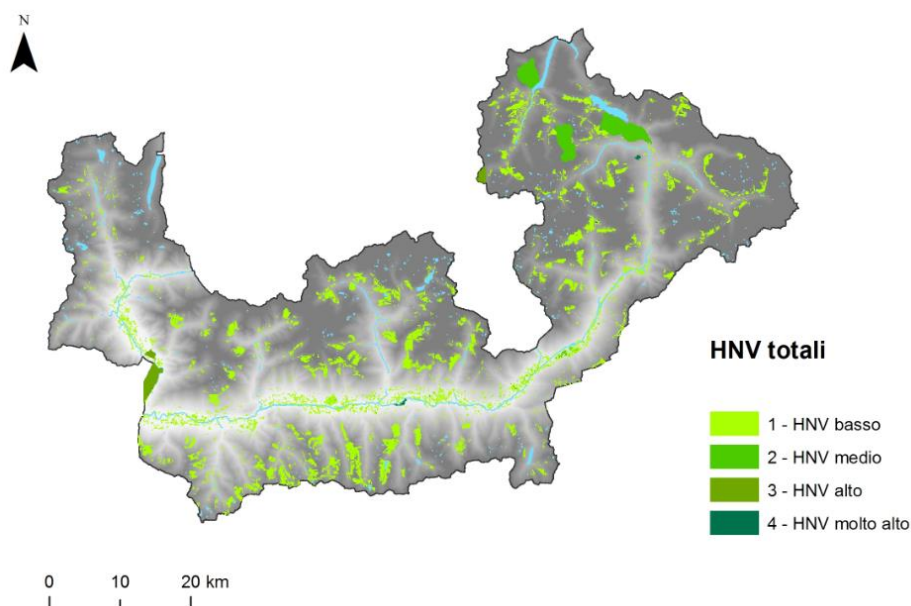 N
HNV totali
1 - HNV basso
2 - HNV medio
3 - HNV alto
4 - HNV molto alto
0 10 20 km